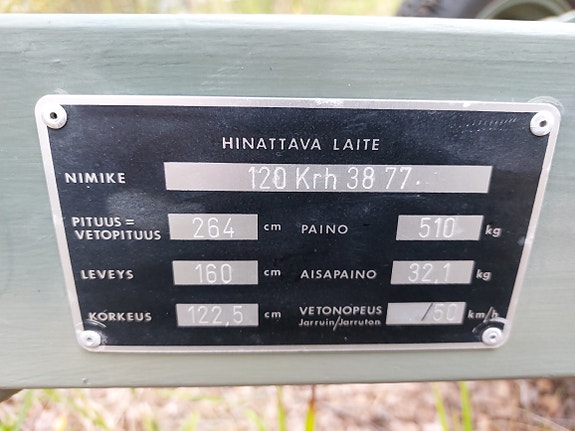 HINATTAVA LAITE
NIMIKE 120 Krh 38 77.
PITUUS = VETOPITUUS 264 cm PAINO 510 kg
LEVEYS 160 cm AISAPAINO 32,1 kg
KORKEUS 122,5 cm VETONOPEUS Jarruin/Jarruton /50 km/h